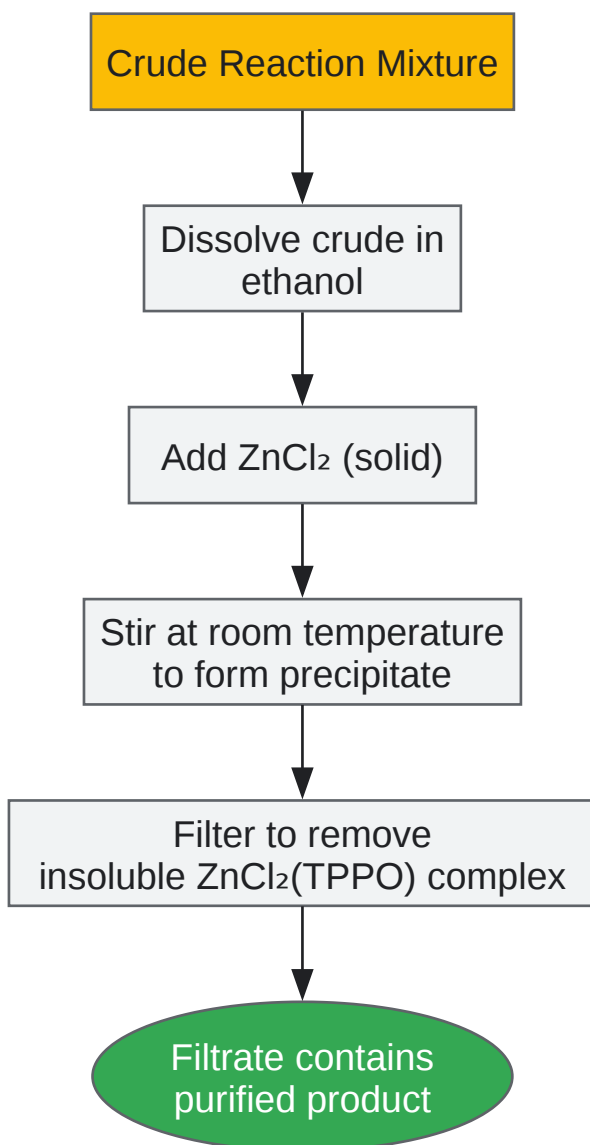 Crude Reaction Mixture
Dissolve crude in
ethanol
Add ZnCl₂ (solid)
Stir at room temperature
to form precipitate
Filter to remove
insoluble ZnCl₂(TPPO) complex
Filtrate contains
purified product